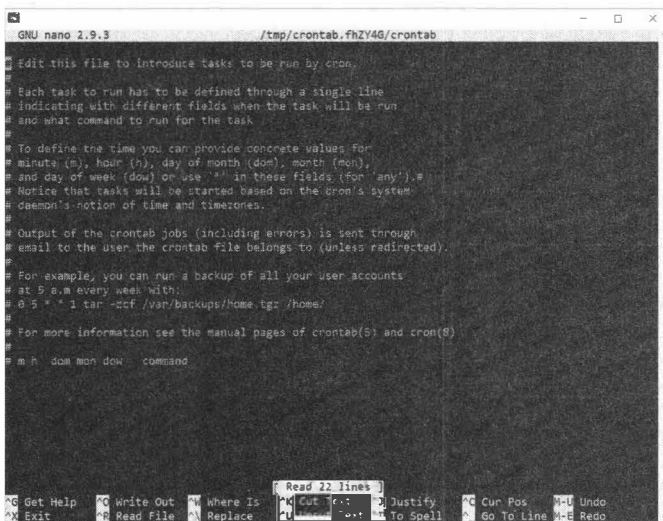 GNU nano 2.9.3 /tmp/crontab.fhZY4G/crontab
# Edit this file to introduce tasks to be run by cron.
#
# Each task to run has to be defined through a single line
# indicating with different fields when the task will be run
# and what command to run for the task
#
# To define the time you can provide concrete values for
# minute (m), hour (h), day of month (dom), month (mon),
# and day of week (dow) or use '*' in these fields (for 'any').#
# Notice that tasks will be started based on the cron's system
# daemon's notion of time and timezones.
#
# Output of the crontab jobs (including errors) is sent through
# email to the user the crontab file belongs to (unless redirected).
#
# For example, you can run a backup of all your user accounts
# at 5 a.m every week with:
# 0 5 * * 1 tar -zcf /var/backups/home.tgz /home/
#
# For more information see the manual pages of crontab(5) and cron(8)
#
# m h dom mon dow command
[ Read 22 lines ]
^G Get Help ^O Write Out ^W Where Is ^K Cut ^J Justify ^C Cur Pos M-U Undo
^X Exit ^R Read File ^\ Replace ^U ^T To Spell ^_ Go To Line M-E Redo